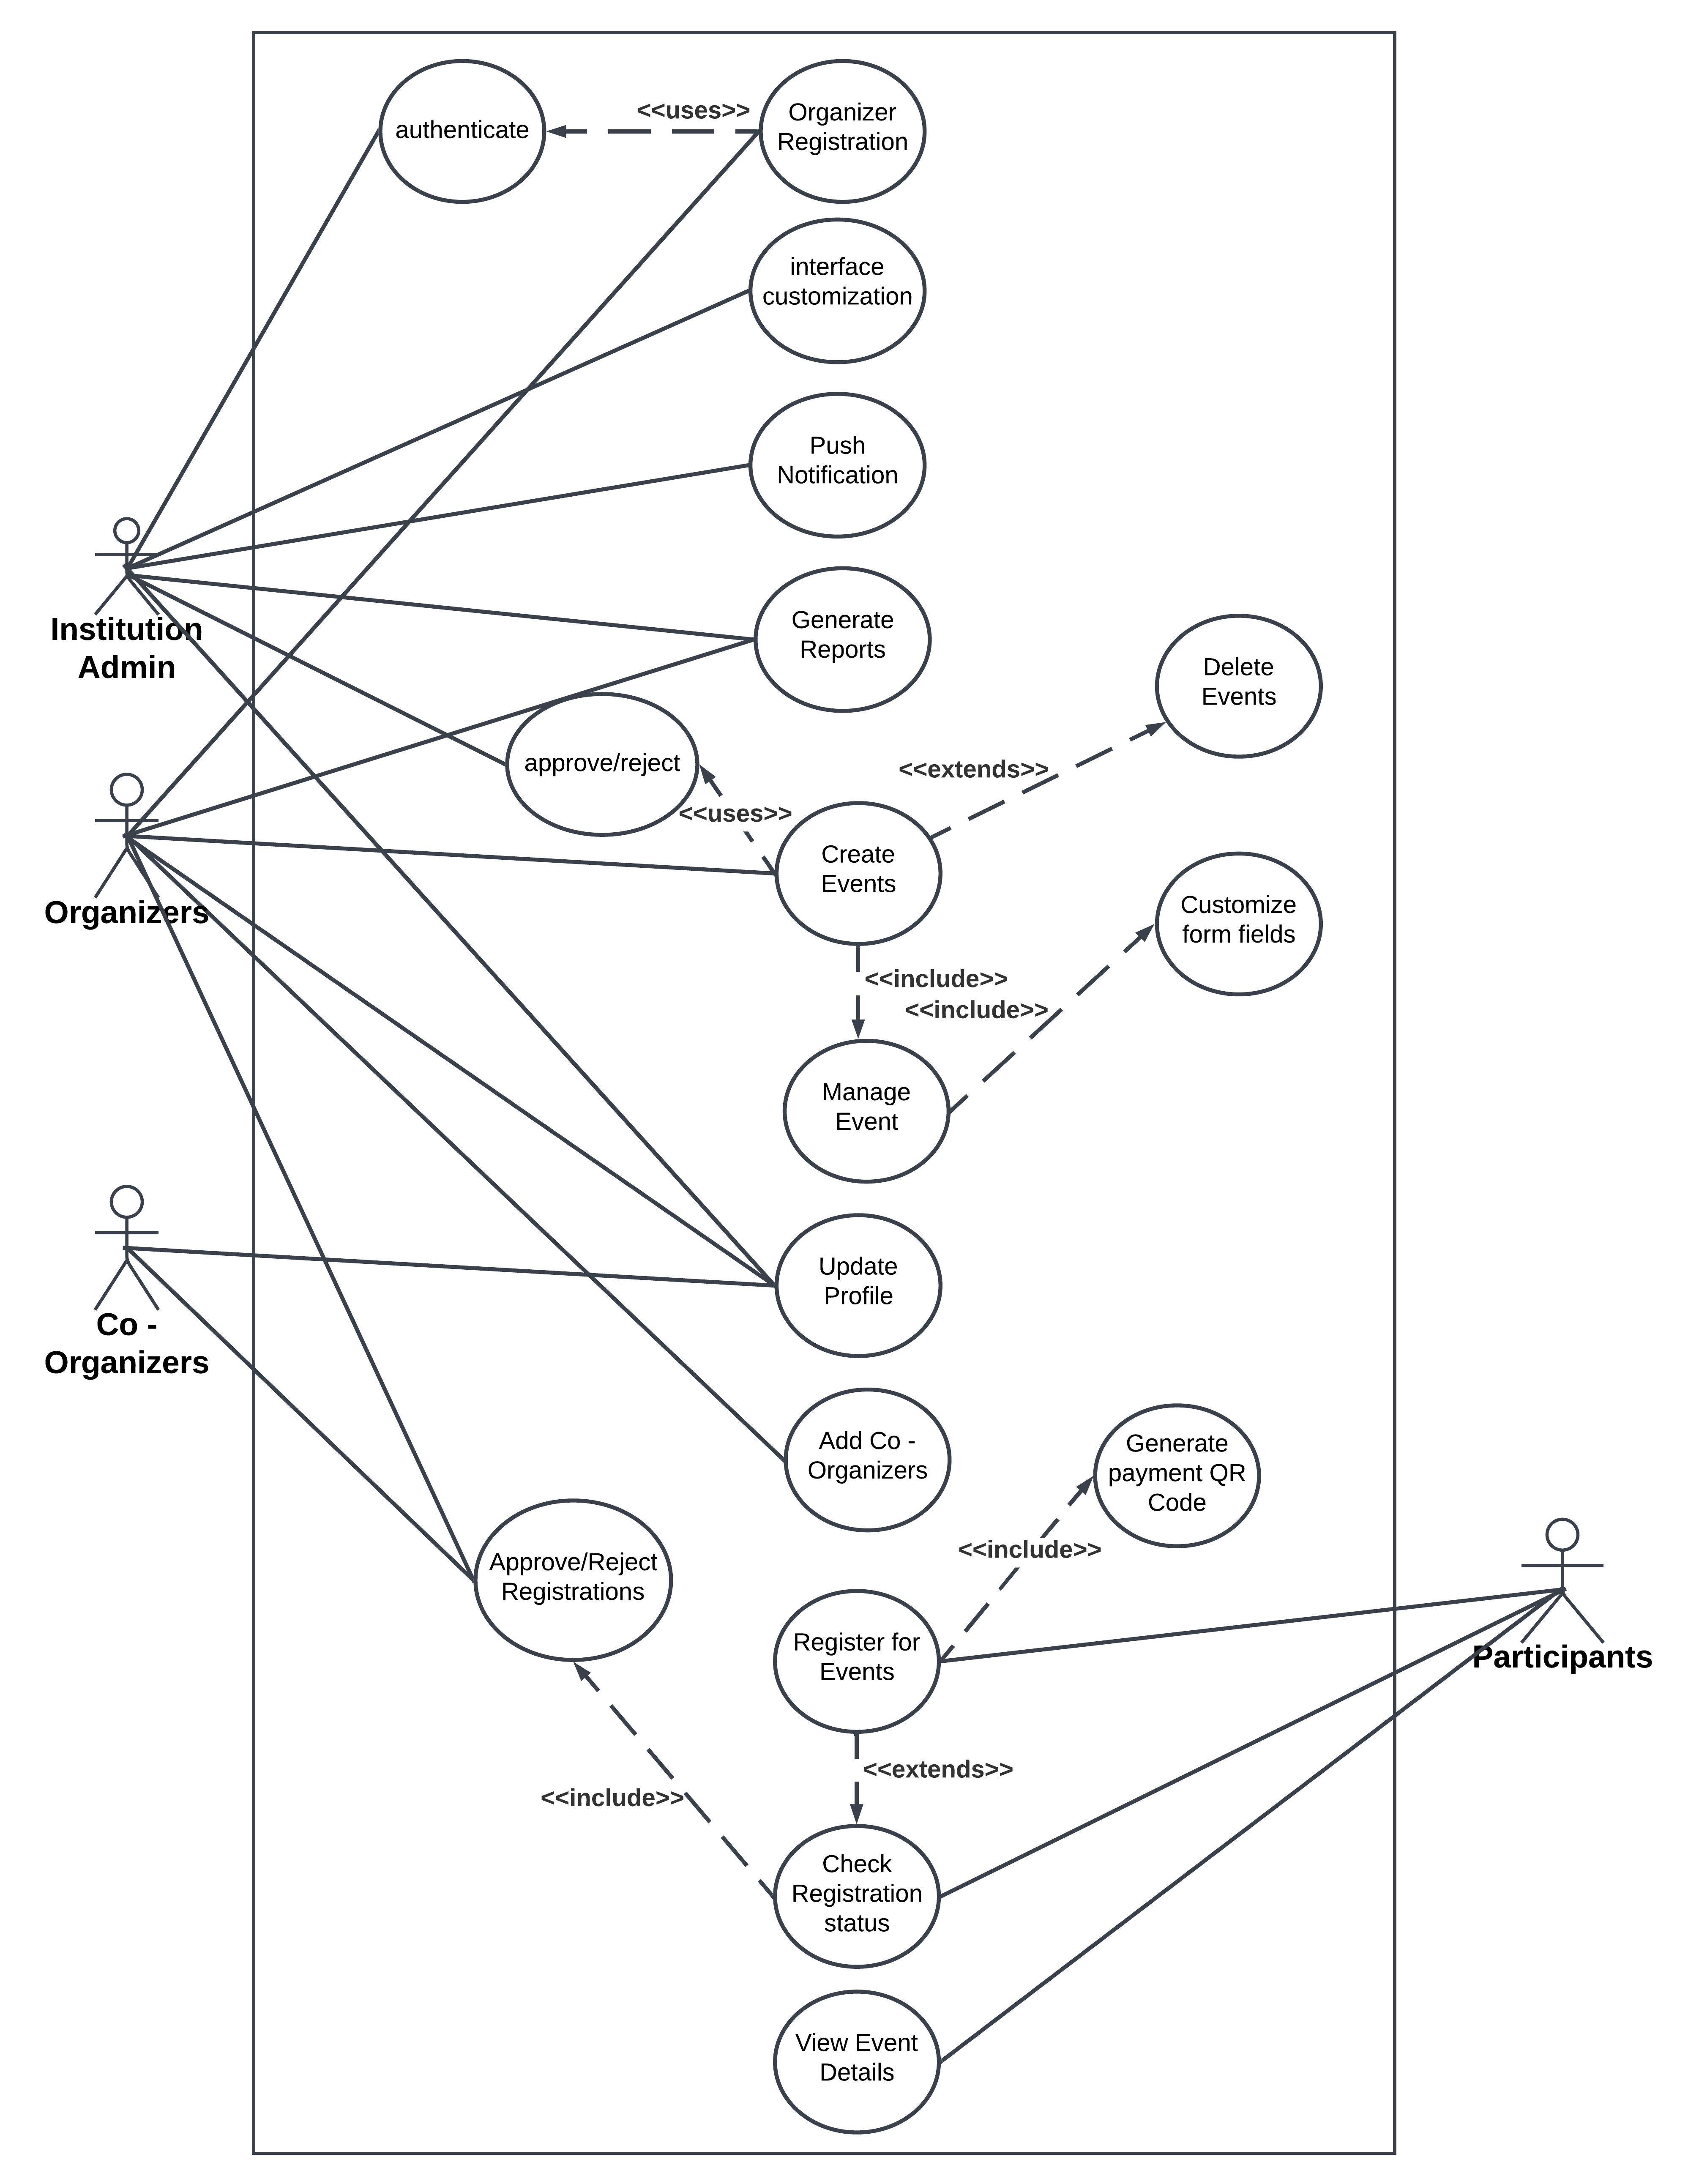 authenticate
<<uses>>
Organizer
Registration
interface
customization
Push
Notification
Institution
Admin
Generate
Reports
Delete
Events
approve/reject
<<extends>>
<<uses>>
Create
Events
Organizers
Customize
form fields
<<include>>
<<include>>
Manage
Event
Update
Profile
Co -
Organizers
Add Co -
Organizers
Generate
payment QR
Code
<<include>>
Approve/Reject
Registrations
Register for
Events
Participants
<<extends>>
<<include>>
Check
Registration
status
View Event
Details